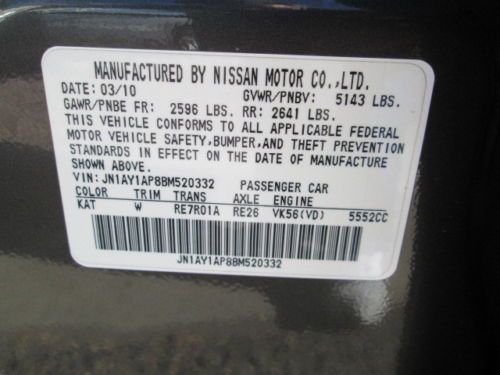 MANUFACTURED BY NISSAN MOTOR CO.,LTD.
DATE: 03/10 GVWR/PNBV: 5143 LBS.
GAWR/PNBE FR: 2596 LBS. RR: 2641 LBS.
THIS VEHICLE CONFORMS TO ALL APPLICABLE FEDERAL
MOTOR VEHICLE SAFETY,BUMPER,AND THEFT PREVENTION
STANDARDS IN EFFECT ON THE DATE OF MANUFACTURE
SHOWN ABOVE.
VIN: JN1AY1AP8BM520332 PASSENGER CAR
COLOR TRIM TRANS AXLE ENGINE
KAT W RE7R01A RE26 VK56(VD) 5552CC
JN1AY1AP8BM520332